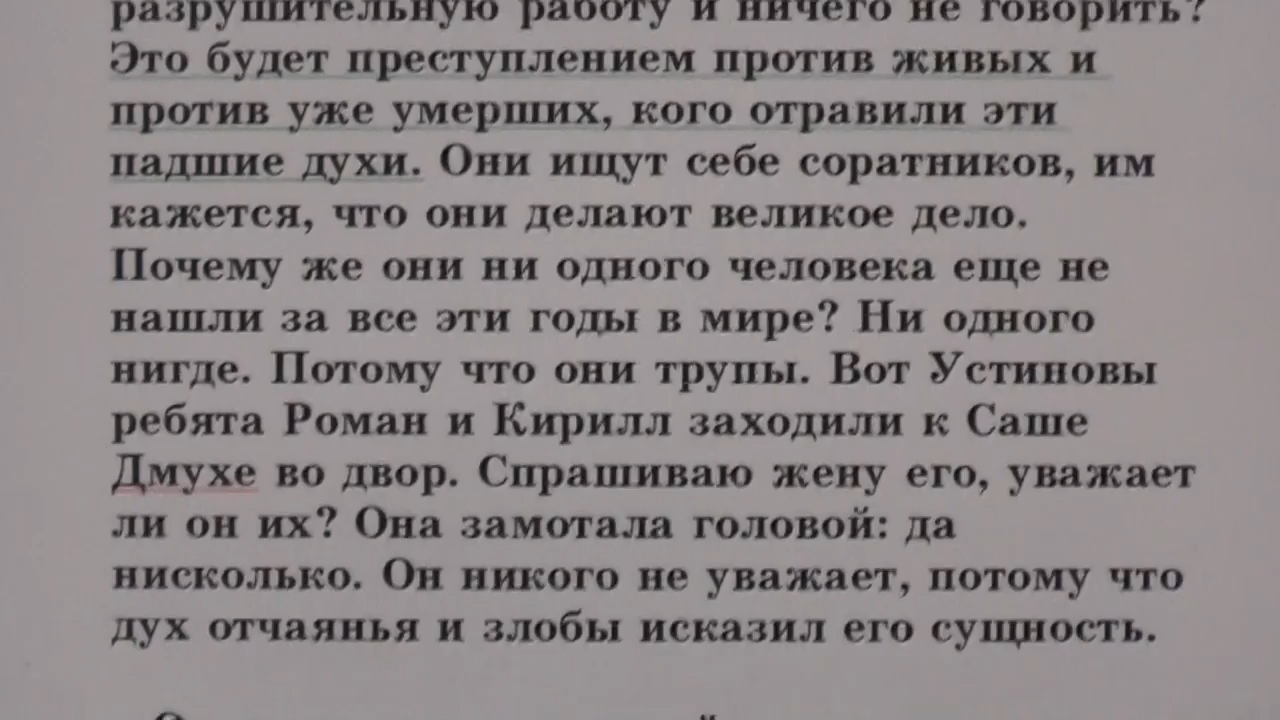 разрушительную работу и ничего не говорить?
Это будет преступлением против живых и
против уже умерших, кого отравили эти
падшие духи. Они ищут себе соратников, им
кажется, что они делают великое дело.
Почему же они ни одного человека еще не
нашли за все эти годы в мире? Ни одного
нигде. Потому что они трупы. Вот Устиновы
ребята Роман и Кирилл заходили к Саше
Дмухе во двор. Спрашиваю жену его, уважает
ли он их? Она замотала головой: да
нисколько. Он никого не уважает, потому что
дух отчаянья и злобы исказил его сущность.